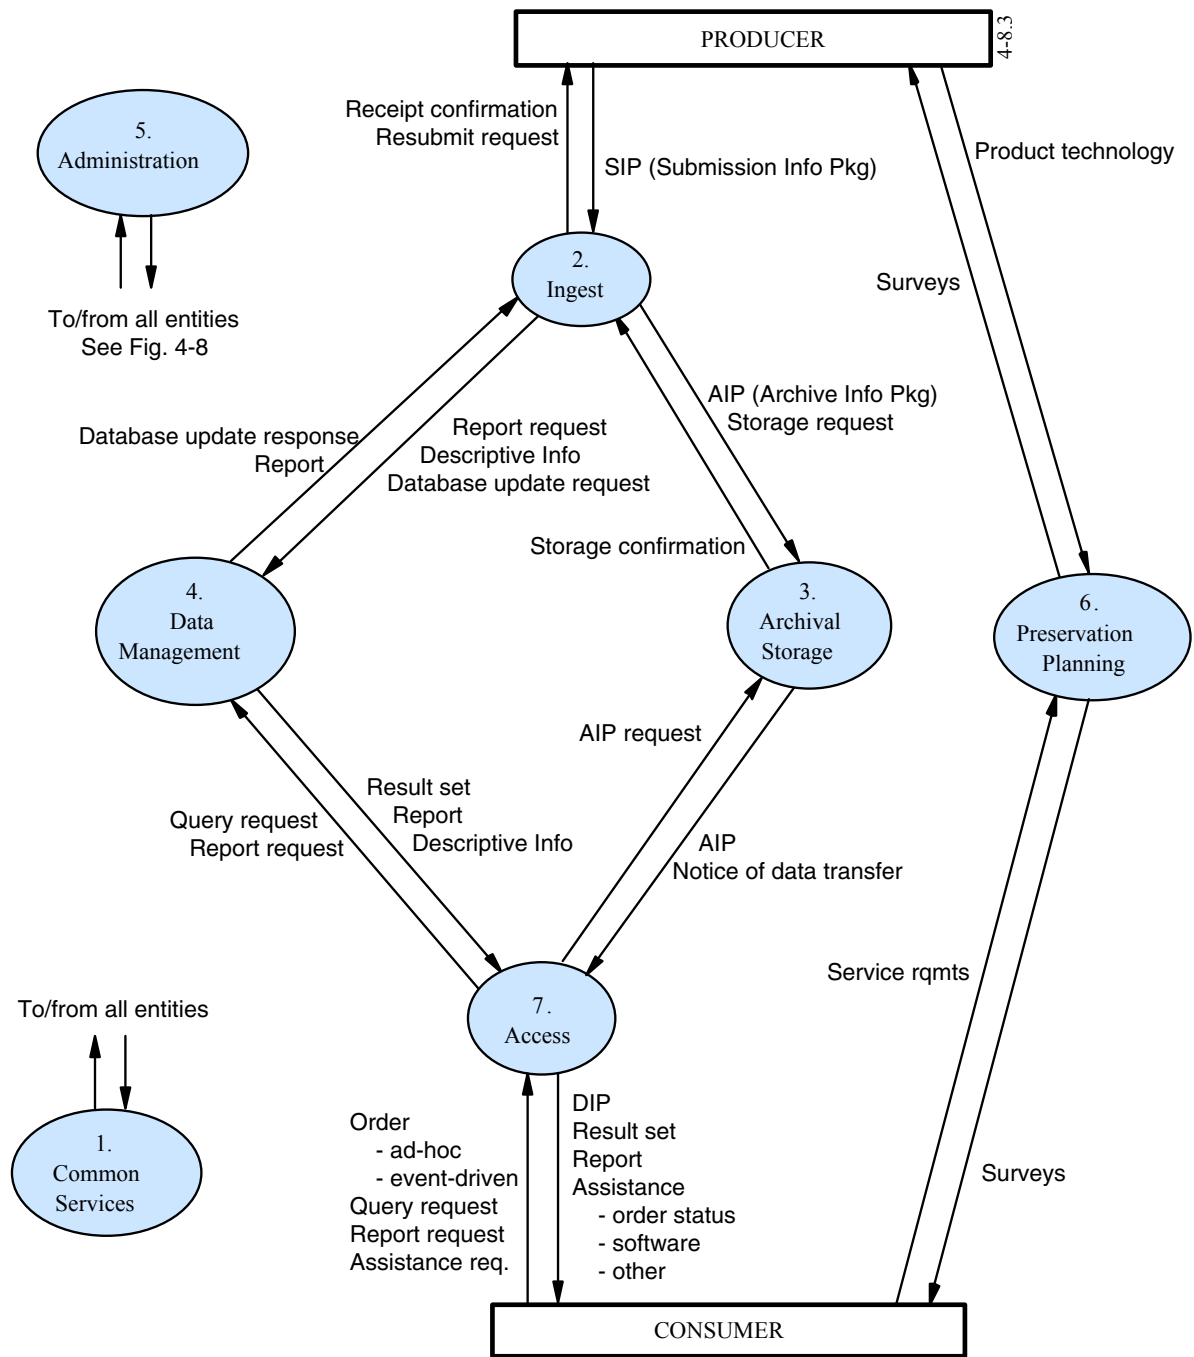 PRODUCER
4-8.3
Receipt confirmation
Resubmit request
SIP (Submission Info Pkg)
Product technology
5.
Administration
To/from all entities
See Fig. 4-8
2.
Ingest
Surveys
AIP (Archive Info Pkg)
Storage request
Database update response
Report
Report request
Descriptive Info
Database update request
Storage confirmation
4.
Data
Management
3.
Archival
Storage
6.
Preservation
Planning
AIP request
Result set
Report
Descriptive Info
Query request
Report request
AIP
Notice of data transfer
Service rqmts
7.
Access
To/from all entities
1.
Common
Services
Order
- ad-hoc
- event-driven
Query request
Report request
Assistance req.
DIP
Result set
Report
Assistance
- order status
- software
- other
Surveys
CONSUMER